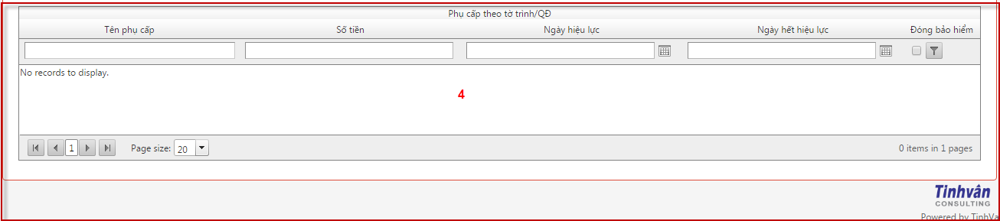 Phụ cấp theo tờ trình/QĐ
Tên phụ cấp Số tiền Ngày hiệu lực Ngày hết hiệu lực Đóng bảo hiểm
No records to display.
4
1 Page size: 20 0 items in 1 pages
Tinhvân
CONSULTING
Powered by TinhVa